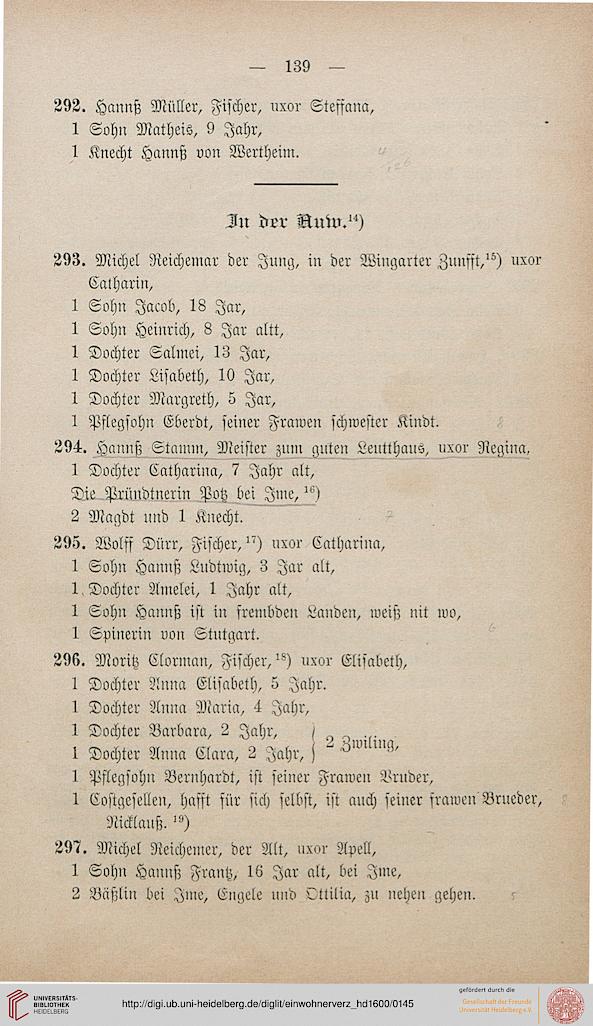 — 139 —
292. Hannß Müller, Fischer, uxor Steffana,
1 Sohn Matheis, 9 Jahr,
1 Knecht Hannß von Wertheim.
In der Auw.¹⁴)
293. Michel Reichemar der Jung, in der Wingarter Zunfft,¹⁵) uxor
Catharin,
1 Sohn Jacob, 18 Jar,
1 Sohn Heinrich, 8 Jar altt,
1 Dochter Salmei, 13 Jar,
1 Dochter Lisabeth, 10 Jar,
1 Dochter Margreth, 5 Jar,
1 Pflegsohn Eberdt, seiner Frawen schwester Kindt. 8
294. Hannß Stamm, Meister zum guten Leutthaus, uxor Regina,
1 Dochter Catharina, 7 Jahr alt,
Die Pründtnerin Potz bei Jme, ¹⁶)
2 Magdt und 1 Knecht. 7
295. Wolff Dürr, Fischer, ¹⁷) uxor Catharina,
1 Sohn Hannß Ludtwig, 3 Jar alt,
1 Dochter Amelei, 1 Jahr alt,
1 Sohn Hannß ist in frembden Landen, weiß nit wo,
1 Spinerin von Stutgart. 6
296. Moritz Clorman, Fischer, ¹⁸) uxor Elisabeth,
1 Dochter Anna Elisabeth, 5 Jahr.
1 Dochter Anna Maria, 4 Jahr,
1 Dochter Barbara, 2 Jahr,
1 Dochter Anna Clara, 2 Jahr, } 2 Zwiling,
1 Pflegsohn Bernhardt, ist seiner Frawen Bruder,
1 Costgesellen, hafft für sich selbst, ist auch seiner frawen Brueder, 8
Nicklauß. ¹⁹)
297. Michel Reichemer, der Alt, uxor Apell,
1 Sohn Hannß Frantz, 16 Jar alt, bei Jme,
2 Bäßlin bei Jme, Engele und Ottilia, zu nehen gehen. 5
UNIVERSITÄTS-
BIBLIOTHEK
HEIDELBERG
http://digi.ub.uni-heidelberg.de/diglit/einwohnerverz_hd1600/0145
gefördert durch die
Gesellschaft der Freunde
Universität Heidelberg e.V.